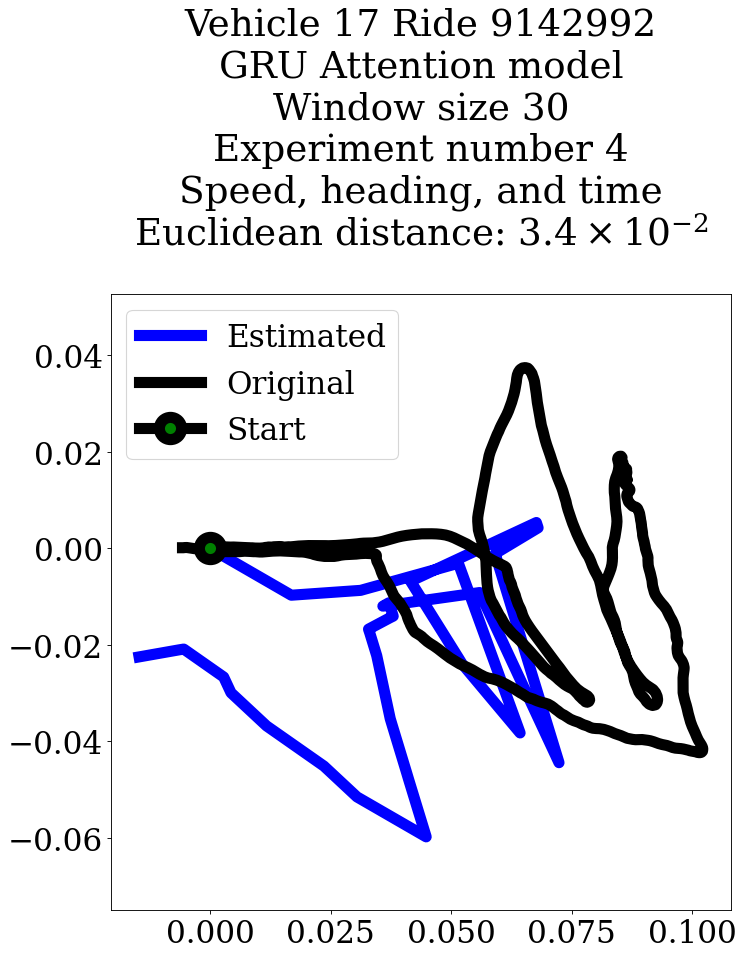 Vehicle 17 Ride 9142992
GRU Attention model
Window size 30
Experiment number 4
Speed, heading, and time
Euclidean distance: 3.4 × 10⁻²
Estimated
Original
Start
0.04
0.02
0.00
−0.02
−0.04
−0.06
0.000 0.025 0.050 0.075 0.100